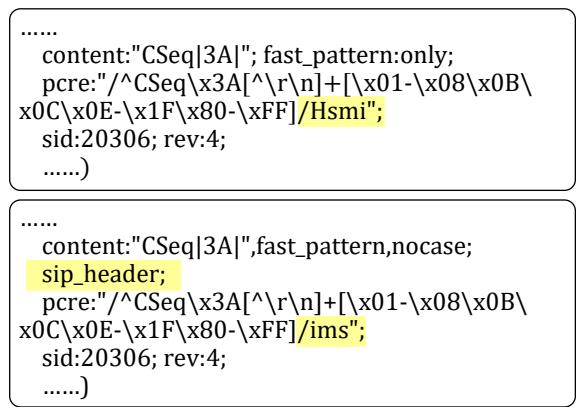 ……
content:"CSeq|3A|"; fast_pattern:only;
pcre:"/^CSeq\x3A[^\r\n]+[\x01-\x08\x0B\
x0C\x0E-\x1F\x80-\xFF]/Hsmi";
sid:20306; rev:4;
……)
……
content:"CSeq|3A|",fast_pattern,nocase;
sip_header;
pcre:"/^CSeq\x3A[^\r\n]+[\x01-\x08\x0B\
x0C\x0E-\x1F\x80-\xFF]/ims";
sid:20306; rev:4;
……)